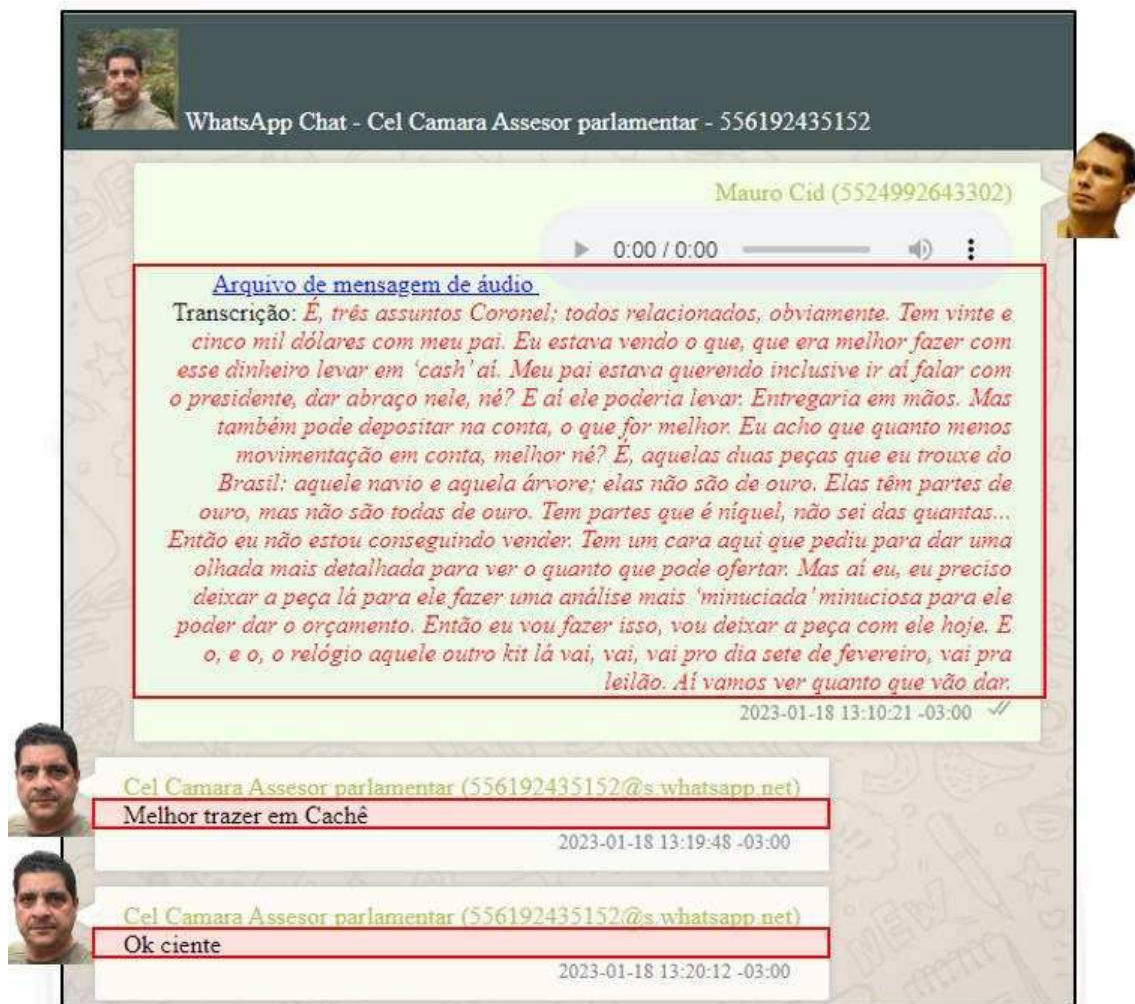 WhatsApp Chat - Cel Camara Assesor parlamentar - 556192435152
Mauro Cid (5524992643302)
0:00 / 0:00
Arquivo de mensagem de áudio
Transcrição: É, três assuntos Coronel; todos relacionados, obviamente. Tem vinte e
cinco mil dólares com meu pai. Eu estava vendo o que, que era melhor fazer com
esse dinheiro levar em ‘cash’ aí. Meu pai estava querendo inclusive ir aí falar com
o presidente, dar abraço nele, né? E aí ele poderia levar. Entregaria em mãos. Mas
também pode depositar na conta, o que for melhor. Eu acho que quanto menos
movimentação em conta, melhor né? É, aquelas duas peças que eu trouxe do
Brasil: aquele navio e aquela árvore; elas não são de ouro. Elas têm partes de
ouro, mas não são todas de ouro. Tem partes que é níquel, não sei das quantas...
Então eu não estou conseguindo vender. Tem um cara aqui que pediu para dar uma
olhada mais detalhada para ver o quanto que pode ofertar. Mas aí eu, eu preciso
deixar a peça lá para ele fazer uma análise mais ‘minuciada’ minuciosa para ele
poder dar o orçamento. Então eu vou fazer isso, vou deixar a peça com ele hoje. E
o, e o, o relógio aquele outro kit lá vai, vai, vai pro dia sete de fevereiro, vai pra
leilão. Aí vamos ver quanto que vão dar.
2023-01-18 13:10:21 -03:00
Cel Camara Assesor parlamentar (556192435152@s.whatsapp.net)
Melhor trazer em Cachê
2023-01-18 13:19:48 -03:00
Cel Camara Assesor parlamentar (556192435152@s.whatsapp.net)
Ok ciente
2023-01-18 13:20:12 -03:00